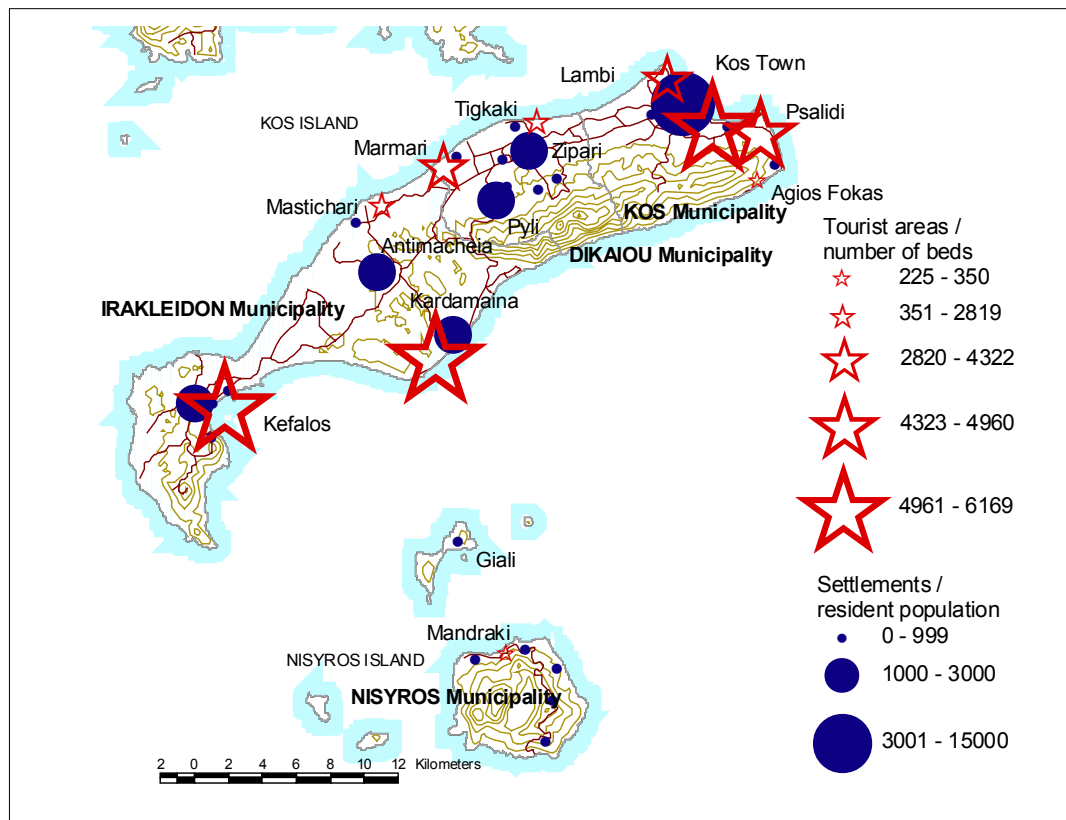 Kos Town
Lambi
Psalidi
Tigkaki
KOS ISLAND
Marmari
Zipari
Agios Fokas
Mastichari
KOS Municipality
Pyli
Antimacheia
DIKAIOU Municipality
Kardamaina
IRAKLEIDON Municipality
Kefalos
Giali
Mandraki
NISYROS ISLAND
NISYROS Municipality
2 0 2 4 6 8 10 12 Kilometers
Tourist areas /
number of beds
225 - 350
351 - 2819
2820 - 4322
4323 - 4960
4961 - 6169
Settlements /
resident population
0 - 999
1000 - 3000
3001 - 15000